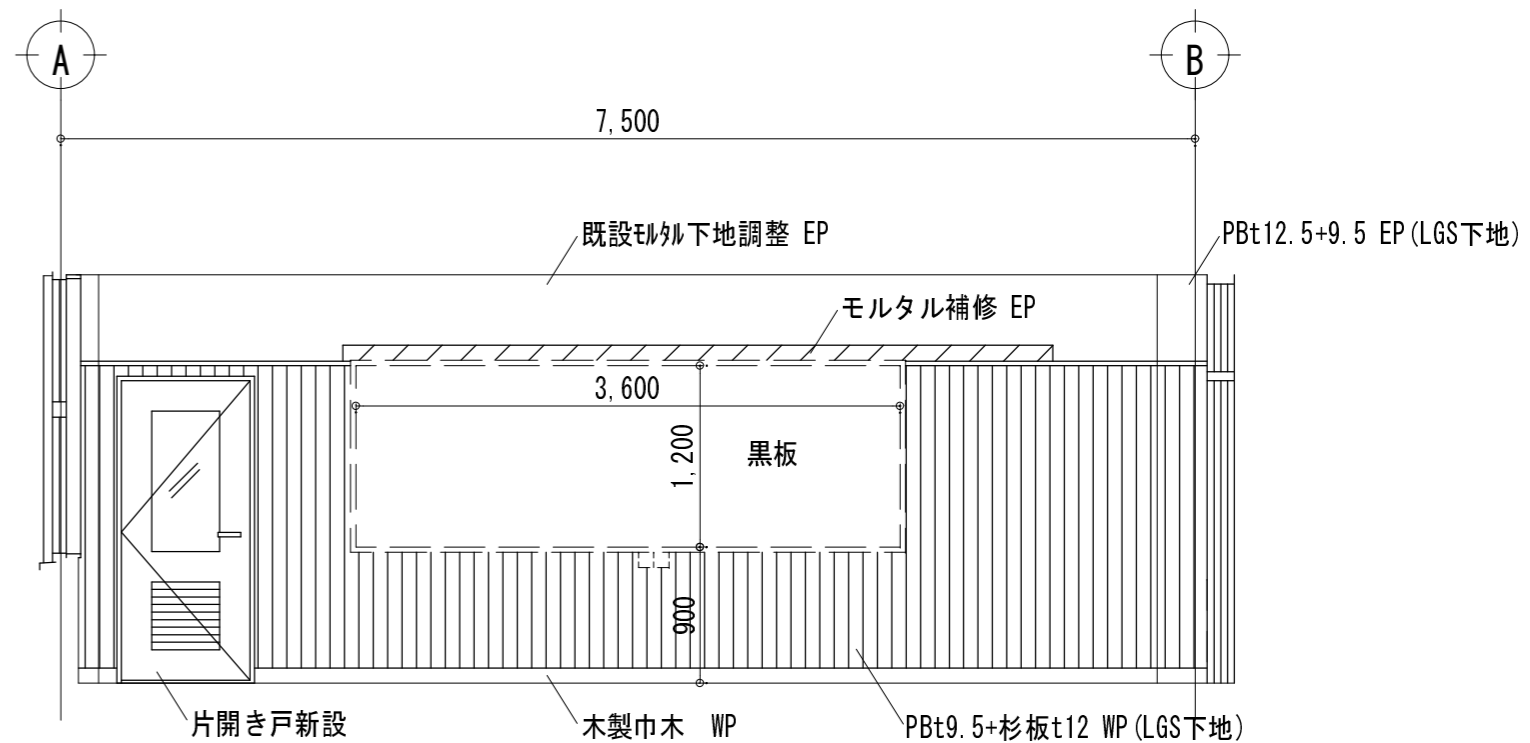 A
B
7,500
既設ﾓﾙﾀﾙ下地調整 EP
PBt12.5+9.5 EP(LGS下地)
モルタル補修 EP
3,600
1,200
黒板
900
片開き戸新設
木製巾木 WP
PBt9.5+杉板t12 WP(LGS下地)